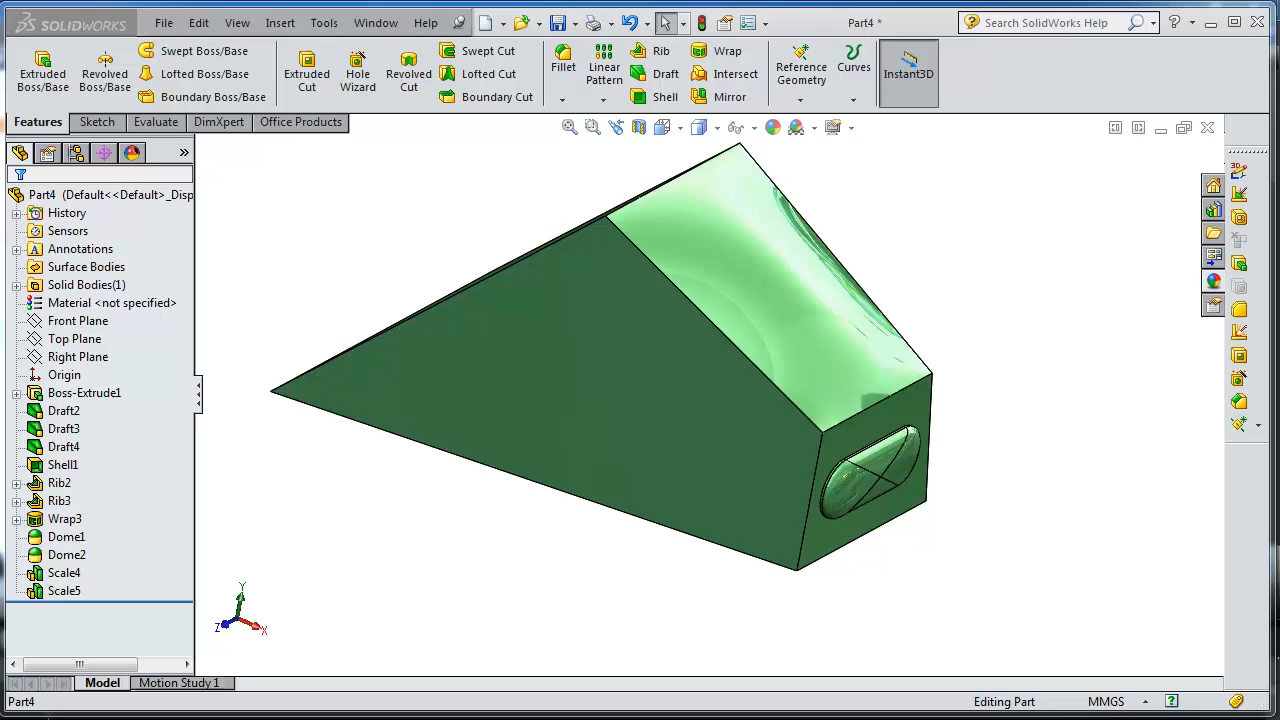 SOLIDWORKS File Edit View Insert Tools Window Help Part4 * Search SolidWorks Help
Extruded Boss/Base
Revolved Boss/Base
Swept Boss/Base
Lofted Boss/Base
Boundary Boss/Base
Extruded Cut
Hole Wizard
Revolved Cut
Swept Cut
Lofted Cut
Boundary Cut
Fillet
Linear Pattern
Rib
Draft
Shell
Wrap
Intersect
Mirror
Reference Geometry
Curves
Instant3D
Features Sketch Evaluate DimXpert Office Products
Part4 (Default<<Default>_Disp
History
Sensors
Annotations
Surface Bodies
Solid Bodies(1)
Material <not specified>
Front Plane
Top Plane
Right Plane
Origin
Boss-Extrude1
Draft2
Draft3
Draft4
Shell1
Rib2
Rib3
Wrap3
Dome1
Dome2
Scale4
Scale5
Y
Z
X
Model Motion Study 1
Part4 Editing Part MMGS